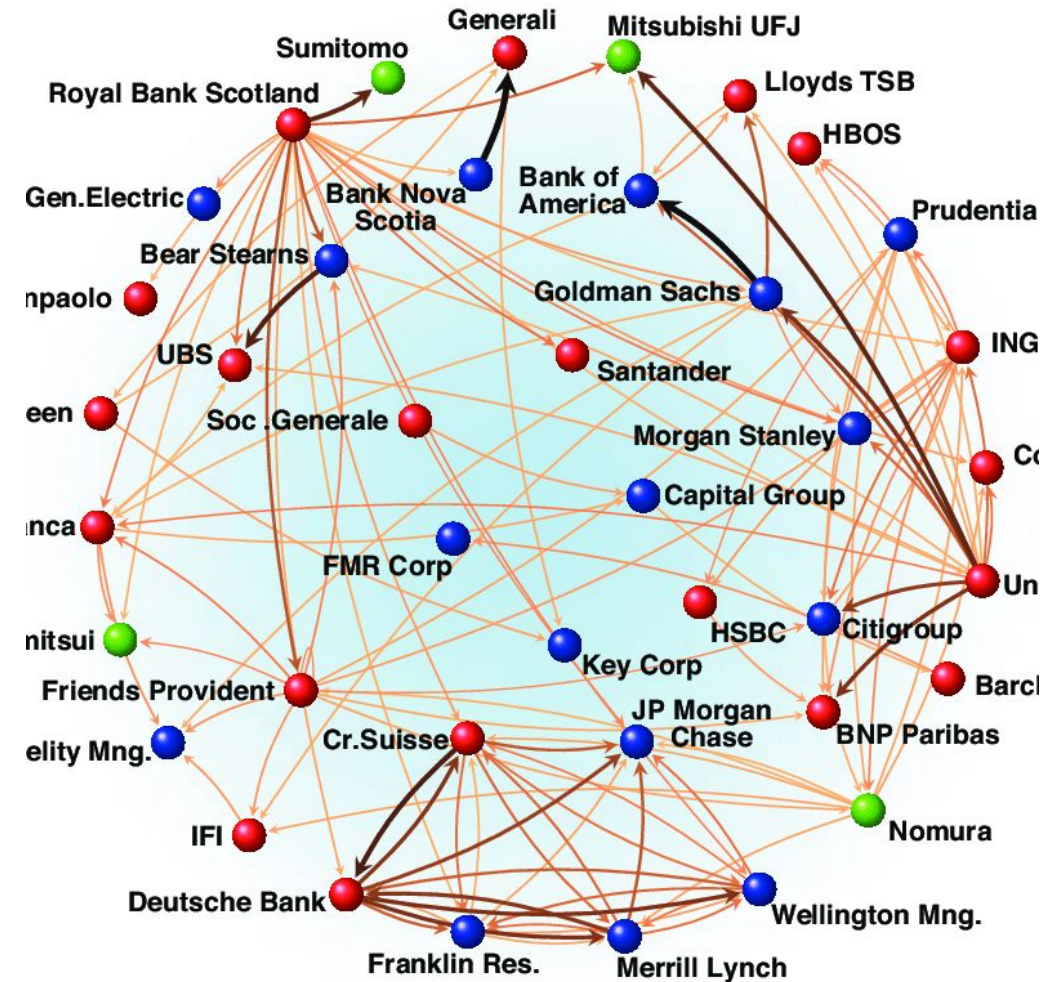 Generali
Mitsubishi UFJ
Sumitomo
Lloyds TSB
Royal Bank Scotland
HBOS
Gen.Electric
Bank Nova
Scotia
Bank of
America
Prudentia
Bear Stearns
Goldman Sachs
npaolo
ING
UBS
Santander
een
Soc .Generale
Morgan Stanley
Co
Capital Group
anca
FMR Corp
Un
nitsui
HSBC
Citigroup
Key Corp
Friends Provident
Barcl
JP Morgan
Chase
Cr.Suisse
BNP Paribas
elity Mng.
IFI
Nomura
Deutsche Bank
Wellington Mng.
Franklin Res.
Merrill Lynch